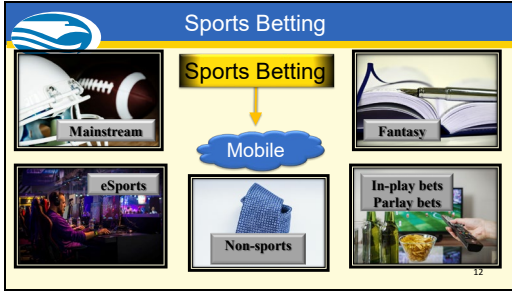 Sports Betting
Sports Betting
Mainstream
Fantasy
Mobile
eSports
Non-sports
In-play bets
Parlay bets
12